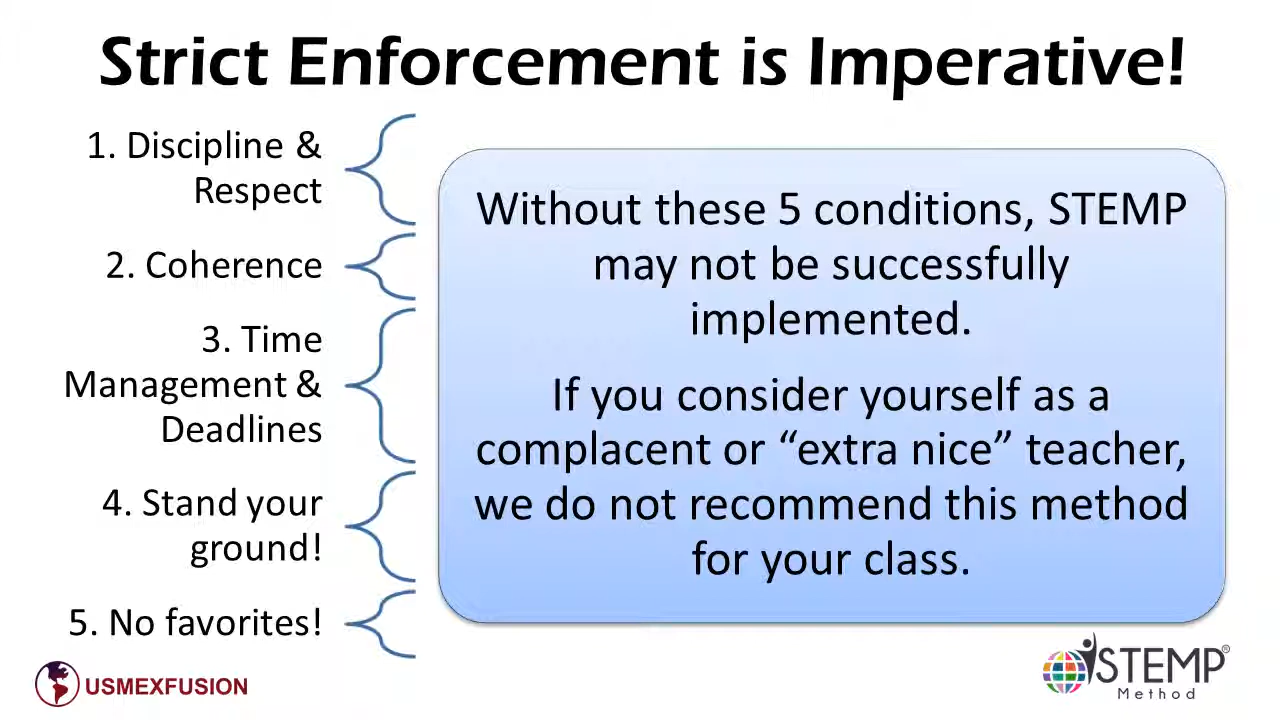 Strict Enforcement is Imperative!
1. Discipline &
Respect
2. Coherence
3. Time
Management &
Deadlines
4. Stand your
ground!
5. No favorites!
Without these 5 conditions, STEMP
may not be successfully
implemented.
If you consider yourself as a
complacent or “extra nice” teacher,
we do not recommend this method
for your class.
USMEXFUSION
STEMP®
Method